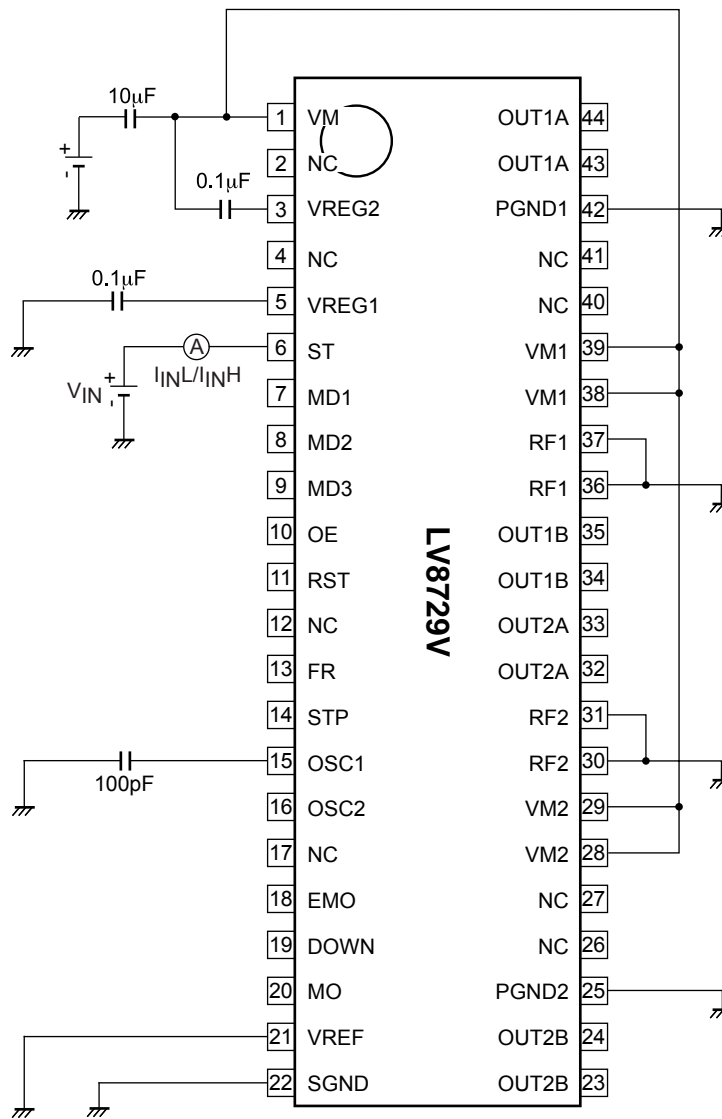 10μF
+
-
0.1μF
0.1μF
A
IINL/IINH
VIN
+
-
100pF
LV8729V
1 VM
2 NC
3 VREG2
4 NC
5 VREG1
6 ST
7 MD1
8 MD2
9 MD3
10 OE
11 RST
12 NC
13 FR
14 STP
15 OSC1
16 OSC2
17 NC
18 EMO
19 DOWN
20 MO
21 VREF
22 SGND
OUT1A 44
OUT1A 43
PGND1 42
NC 41
NC 40
VM1 39
VM1 38
RF1 37
RF1 36
OUT1B 35
OUT1B 34
OUT2A 33
OUT2A 32
RF2 31
RF2 30
VM2 29
VM2 28
NC 27
NC 26
PGND2 25
OUT2B 24
OUT2B 23